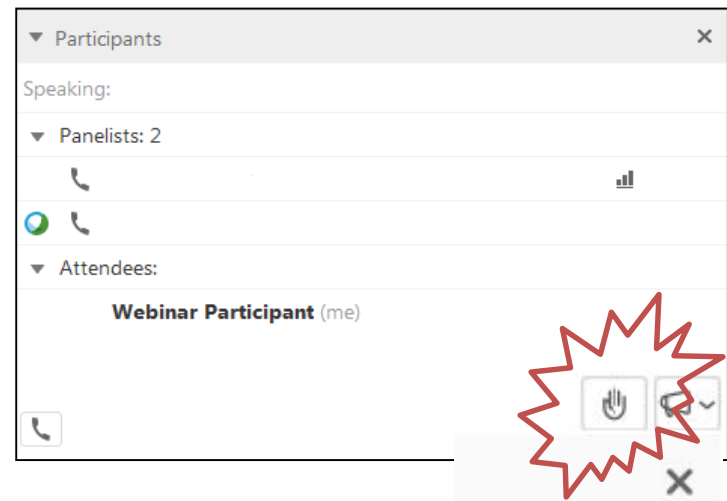 Participants
Speaking:
Panelists: 2
Attendees:
Webinar Participant (me)